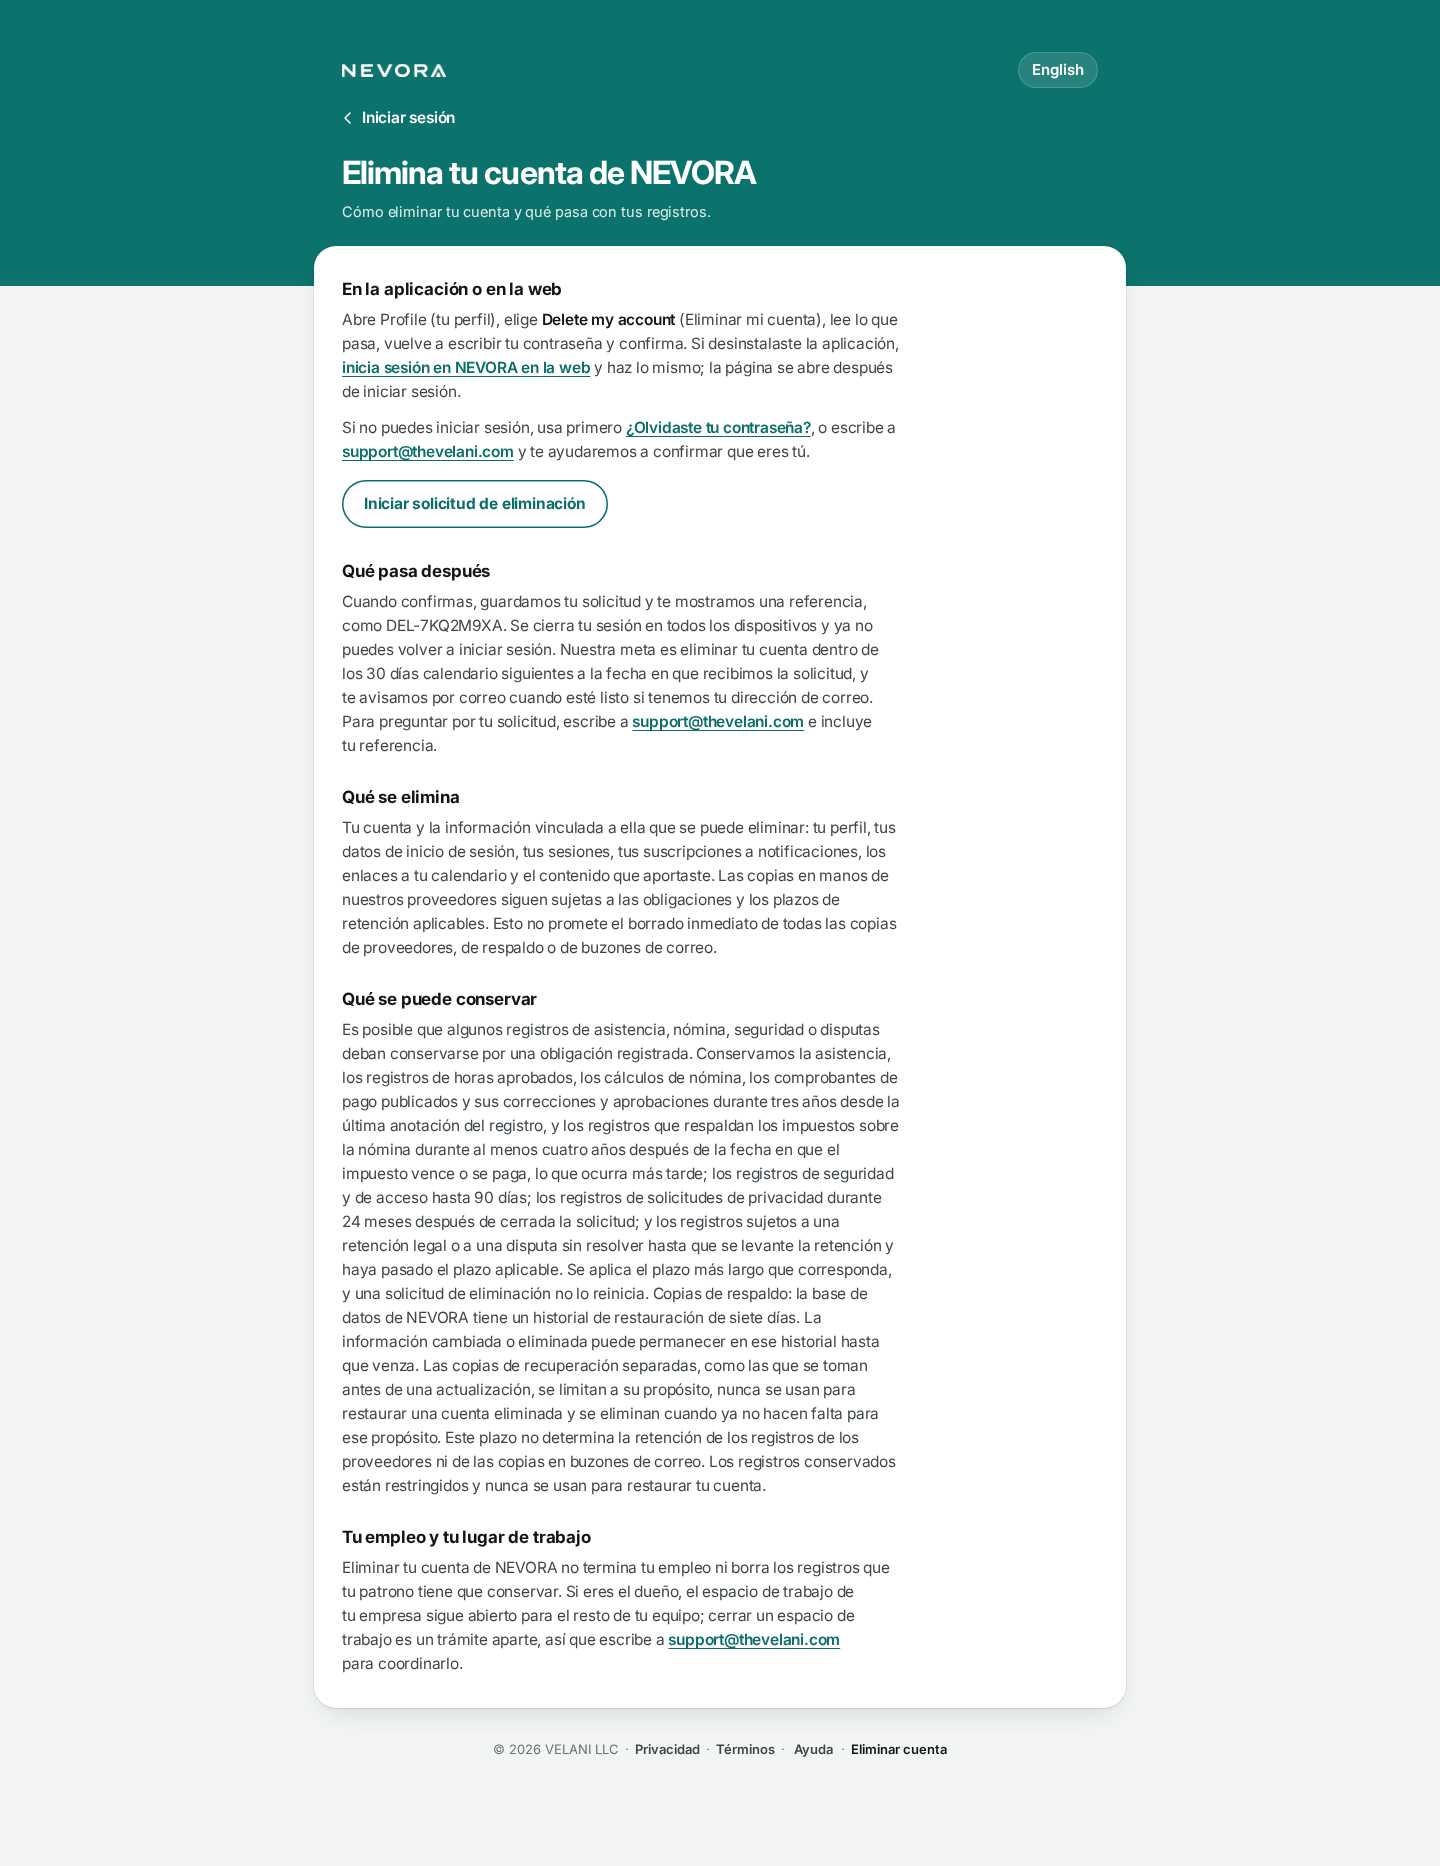 NEVORA
English
Iniciar sesión
Elimina tu cuenta de NEVORA
Cómo eliminar tu cuenta y qué pasa con tus registros.
En la aplicación o en la web
Abre Profile (tu perfil), elige Delete my account (Eliminar mi cuenta), lee lo que
pasa, vuelve a escribir tu contraseña y confirma. Si desinstalaste la aplicación,
inicia sesión en NEVORA en la web y haz lo mismo; la página se abre después
de iniciar sesión.
Si no puedes iniciar sesión, usa primero ¿Olvidaste tu contraseña?, o escribe a
support@thevelani.com y te ayudaremos a confirmar que eres tú.
Iniciar solicitud de eliminación
Qué pasa después
Cuando confirmas, guardamos tu solicitud y te mostramos una referencia,
como DEL-7KQ2M9XA. Se cierra tu sesión en todos los dispositivos y ya no
puedes volver a iniciar sesión. Nuestra meta es eliminar tu cuenta dentro de
los 30 días calendario siguientes a la fecha en que recibimos la solicitud, y
te avisamos por correo cuando esté listo si tenemos tu dirección de correo.
Para preguntar por tu solicitud, escribe a support@thevelani.com e incluye
tu referencia.
Qué se elimina
Tu cuenta y la información vinculada a ella que se puede eliminar: tu perfil, tus
datos de inicio de sesión, tus sesiones, tus suscripciones a notificaciones, los
enlaces a tu calendario y el contenido que aportaste. Las copias en manos de
nuestros proveedores siguen sujetas a las obligaciones y los plazos de
retención aplicables. Esto no promete el borrado inmediato de todas las copias
de proveedores, de respaldo o de buzones de correo.
Qué se puede conservar
Es posible que algunos registros de asistencia, nómina, seguridad o disputas
deban conservarse por una obligación registrada. Conservamos la asistencia,
los registros de horas aprobados, los cálculos de nómina, los comprobantes de
pago publicados y sus correcciones y aprobaciones durante tres años desde la
última anotación del registro, y los registros que respaldan los impuestos sobre
la nómina durante al menos cuatro años después de la fecha en que el
impuesto vence o se paga, lo que ocurra más tarde; los registros de seguridad
y de acceso hasta 90 días; los registros de solicitudes de privacidad durante
24 meses después de cerrada la solicitud; y los registros sujetos a una
retención legal o a una disputa sin resolver hasta que se levante la retención y
haya pasado el plazo aplicable. Se aplica el plazo más largo que corresponda,
y una solicitud de eliminación no lo reinicia. Copias de respaldo: la base de
datos de NEVORA tiene un historial de restauración de siete días. La
información cambiada o eliminada puede permanecer en ese historial hasta
que venza. Las copias de recuperación separadas, como las que se toman
antes de una actualización, se limitan a su propósito, nunca se usan para
restaurar una cuenta eliminada y se eliminan cuando ya no hacen falta para
ese propósito. Este plazo no determina la retención de los registros de los
proveedores ni de las copias en buzones de correo. Los registros conservados
están restringidos y nunca se usan para restaurar tu cuenta.
Tu empleo y tu lugar de trabajo
Eliminar tu cuenta de NEVORA no termina tu empleo ni borra los registros que
tu patrono tiene que conservar. Si eres el dueño, el espacio de trabajo de
tu empresa sigue abierto para el resto de tu equipo; cerrar un espacio de
trabajo es un trámite aparte, así que escribe a support@thevelani.com
para coordinarlo.
© 2026 VELANI LLC · Privacidad · Términos · Ayuda · Eliminar cuenta